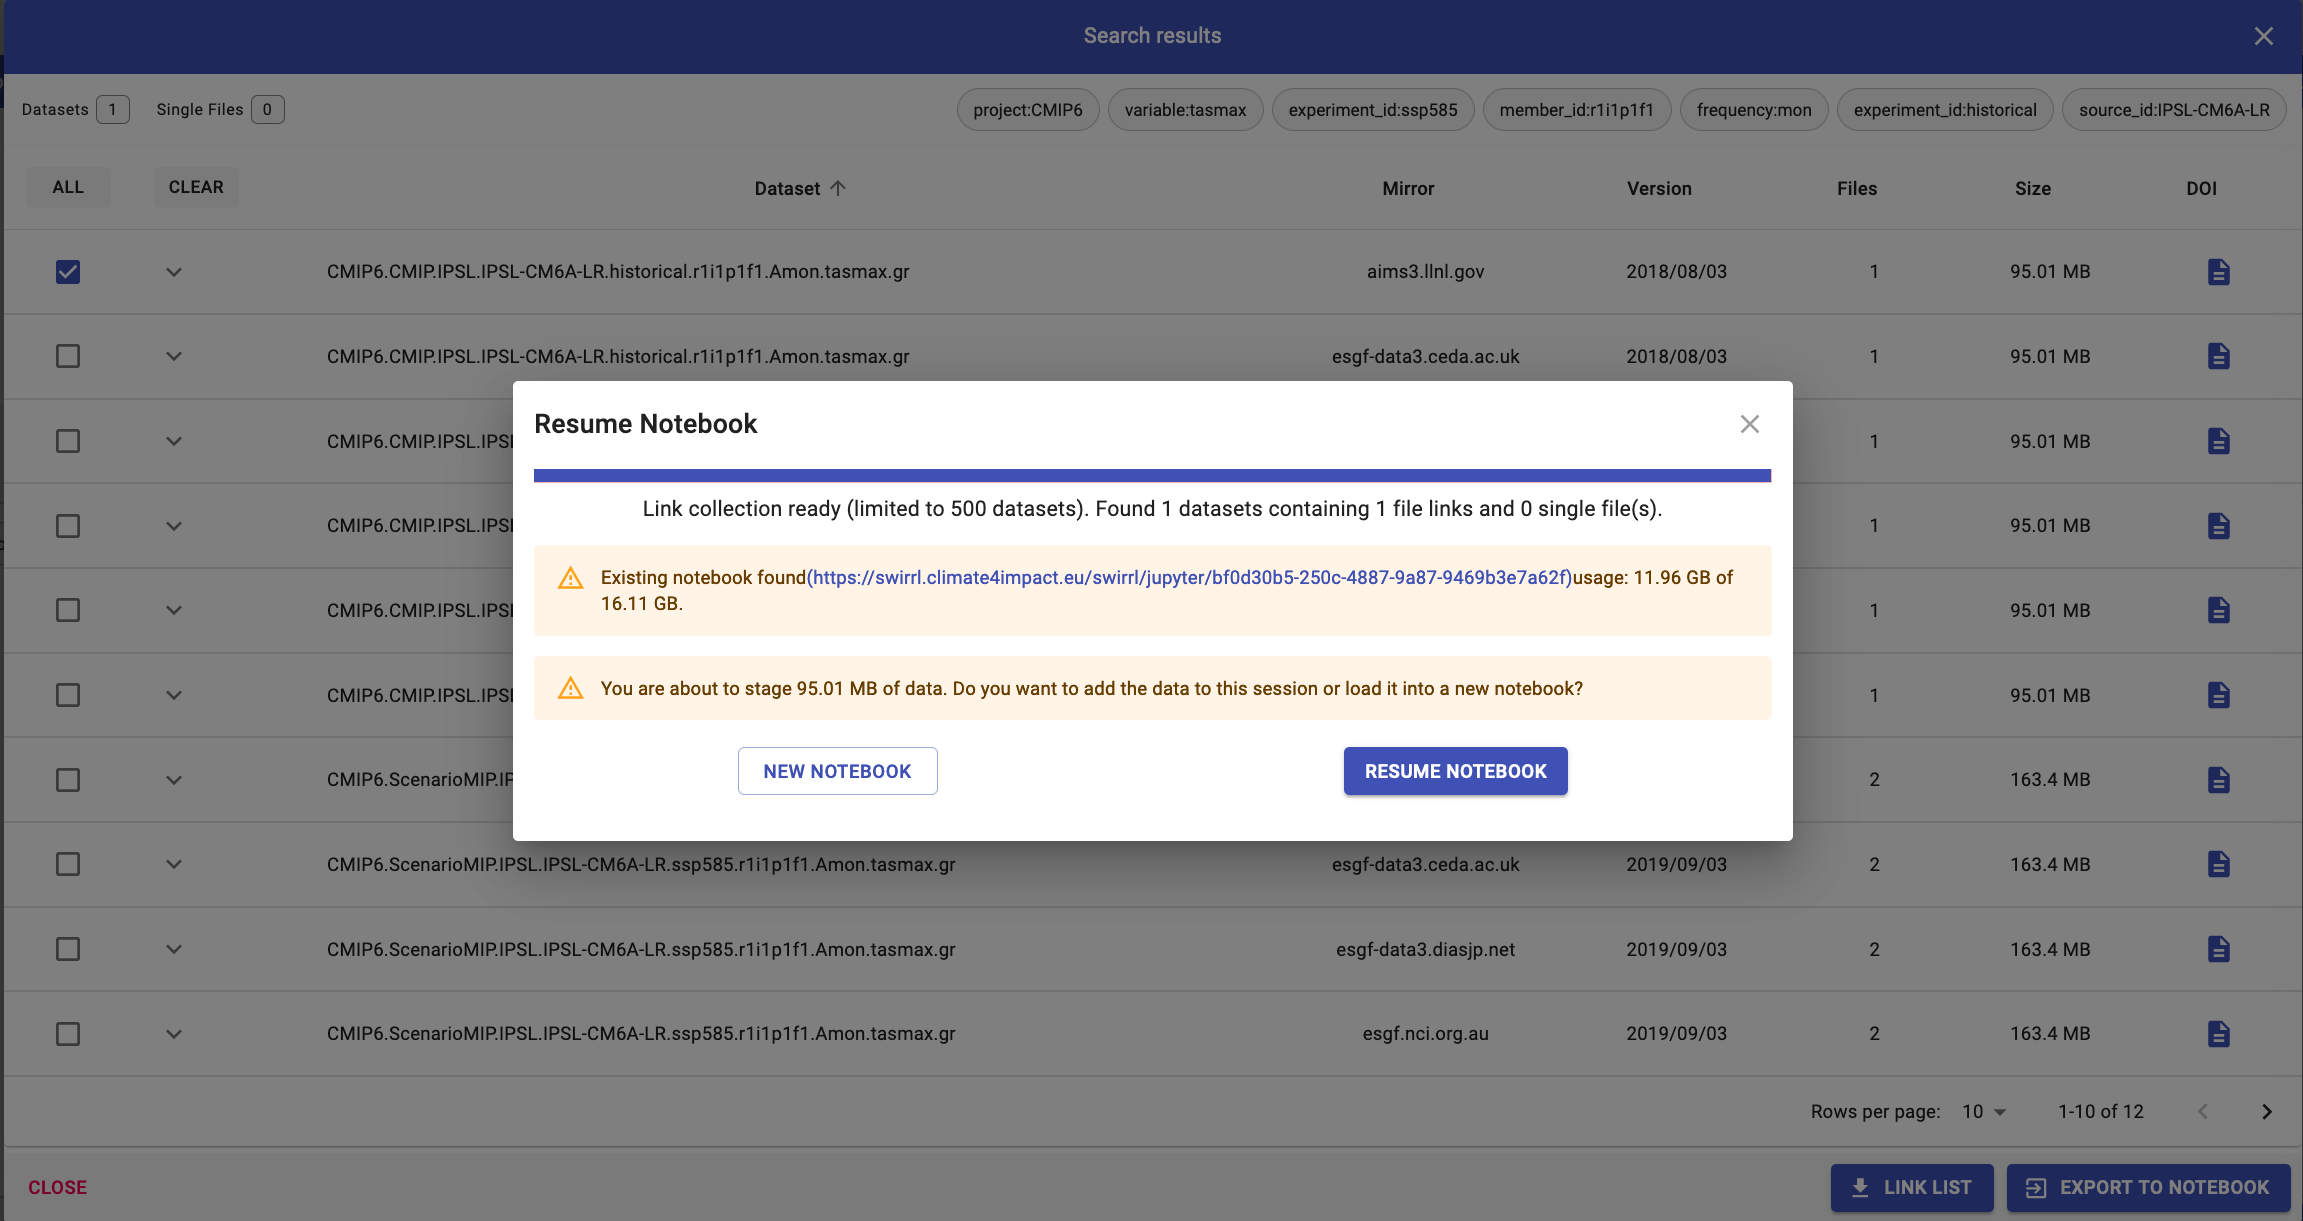 Search results
Datasets 1 Single Files 0 project:CMIP6 variable:tasmax experiment_id:ssp585 member_id:r1i1p1f1 frequency:mon experiment_id:historical source_id:IPSL-CM6A-LR
ALL CLEAR Dataset Mirror Version Files Size DOI
CMIP6.CMIP.IPSL.IPSL-CM6A-LR.historical.r1i1p1f1.Amon.tasmax.gr aims3.llnl.gov 2018/08/03 1 95.01 MB
CMIP6.CMIP.IPSL.IPSL-CM6A-LR.historical.r1i1p1f1.Amon.tasmax.gr esgf-data3.ceda.ac.uk 2018/08/03 1 95.01 MB
CMIP6.CMIP.IPSL.IPSL 1 95.01 MB
CMIP6.CMIP.IPSL.IPSL 1 95.01 MB
CMIP6.CMIP.IPSL.IPSL 1 95.01 MB
CMIP6.CMIP.IPSL.IPSL 1 95.01 MB
CMIP6.ScenarioMIP.IP 2 163.4 MB
Resume Notebook
Link collection ready (limited to 500 datasets). Found 1 datasets containing 1 file links and 0 single file(s).
Existing notebook found(https://swirrl.climate4impact.eu/swirrl/jupyter/bf0d30b5-250c-4887-9a87-9469b3e7a62f)usage: 11.96 GB of
16.11 GB.
You are about to stage 95.01 MB of data. Do you want to add the data to this session or load it into a new notebook?
NEW NOTEBOOK RESUME NOTEBOOK
CMIP6.ScenarioMIP.IPSL.IPSL-CM6A-LR.ssp585.r1i1p1f1.Amon.tasmax.gr esgf-data3.ceda.ac.uk 2019/09/03 2 163.4 MB
CMIP6.ScenarioMIP.IPSL.IPSL-CM6A-LR.ssp585.r1i1p1f1.Amon.tasmax.gr esgf-data3.diasjp.net 2019/09/03 2 163.4 MB
CMIP6.ScenarioMIP.IPSL.IPSL-CM6A-LR.ssp585.r1i1p1f1.Amon.tasmax.gr esgf.nci.org.au 2019/09/03 2 163.4 MB
Rows per page: 10 1-10 of 12
CLOSE LINK LIST EXPORT TO NOTEBOOK